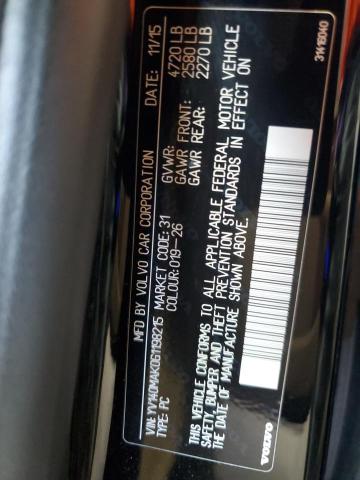 MFD BY VOLVO CAR CORPORATION DATE: 11/15
GVWR: 4720 LB
GAWR FRONT: 2580 LB
GAWR REAR: 2270 LB
VIN: YV140MAK0G1198215 MARKET CODE: 31
TYPE: PC COLOUR: 019-26
THIS VEHICLE CONFORMS TO ALL APPLICABLE FEDERAL MOTOR VEHICLE
SAFETY, BUMPER AND THEFT PREVENTION STANDARDS IN EFFECT ON
THE DATE OF MANUFACTURE SHOWN ABOVE.
VOLVO
31416040